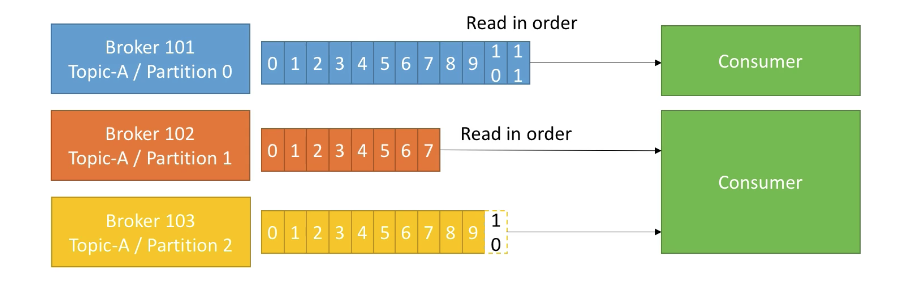 Read in order
Broker 101
Topic-A / Partition 0
0 1 2 3 4 5 6 7 8 9 10 11
Consumer
Broker 102
Topic-A / Partition 1
0 1 2 3 4 5 6 7
Read in order
Consumer
Broker 103
Topic-A / Partition 2
0 1 2 3 4 5 6 7 8 9 10